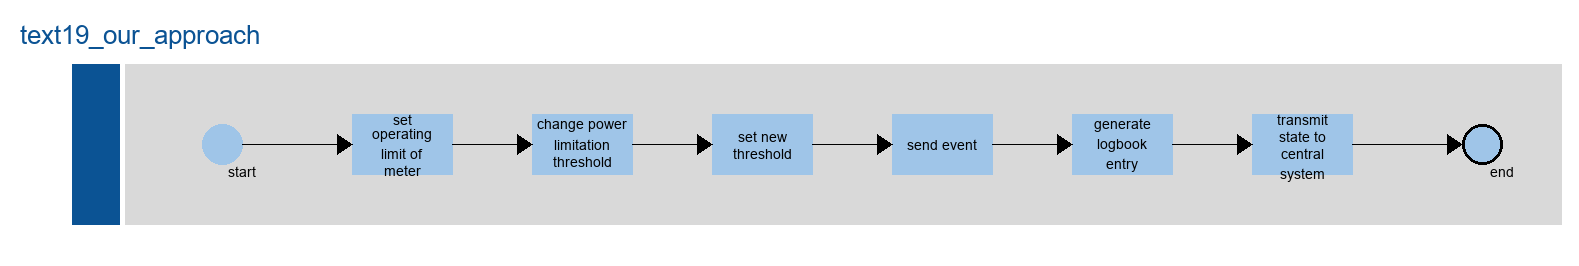 text19_our_approach
start
set
operating
limit of
meter
change power
limitation
threshold
set new
threshold
send event
generate
logbook
entry
transmit
state to
central
system
end